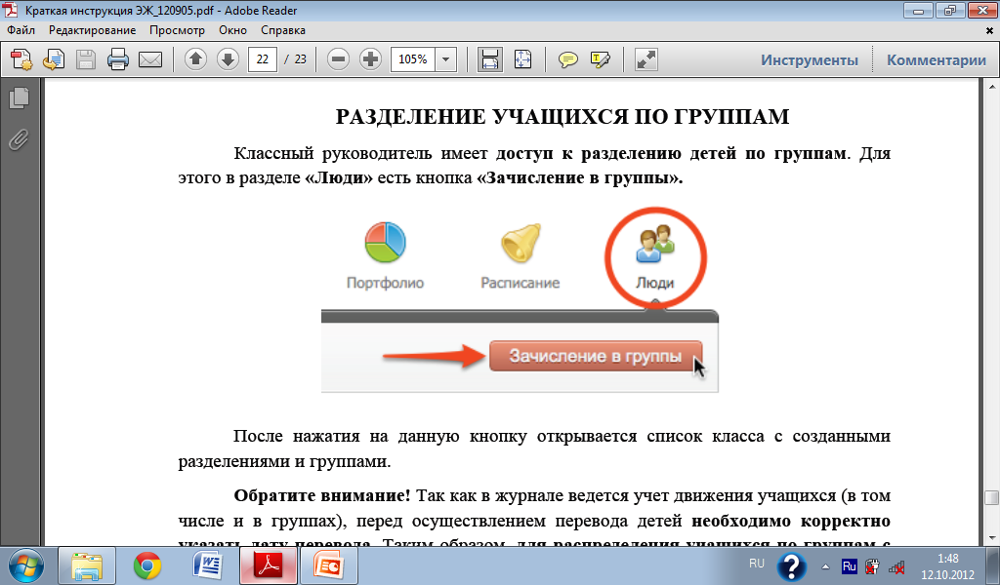 Краткая инструкция ЭЖ_120905.pdf - Adobe Reader
Файл Редактирование Просмотр Окно Справка
22 / 23 105% Инструменты Комментарии
РАЗДЕЛЕНИЕ УЧАЩИХСЯ ПО ГРУППАМ
Классный руководитель имеет доступ к разделению детей по группам. Для
этого в разделе «Люди» есть кнопка «Зачисление в группы».
Портфолио Расписание Люди
Зачисление в группы
После нажатия на данную кнопку открывается список класса с созданными
разделениями и группами.
Обратите внимание! Так как в журнале ведется учет движения учащихся (в том
числе и в группах), перед осуществлением перевода детей необходимо корректно
указать дату перевода. Таким образом, для распределения учащихся по группам с
RU Ru 1:48
12.10.2012